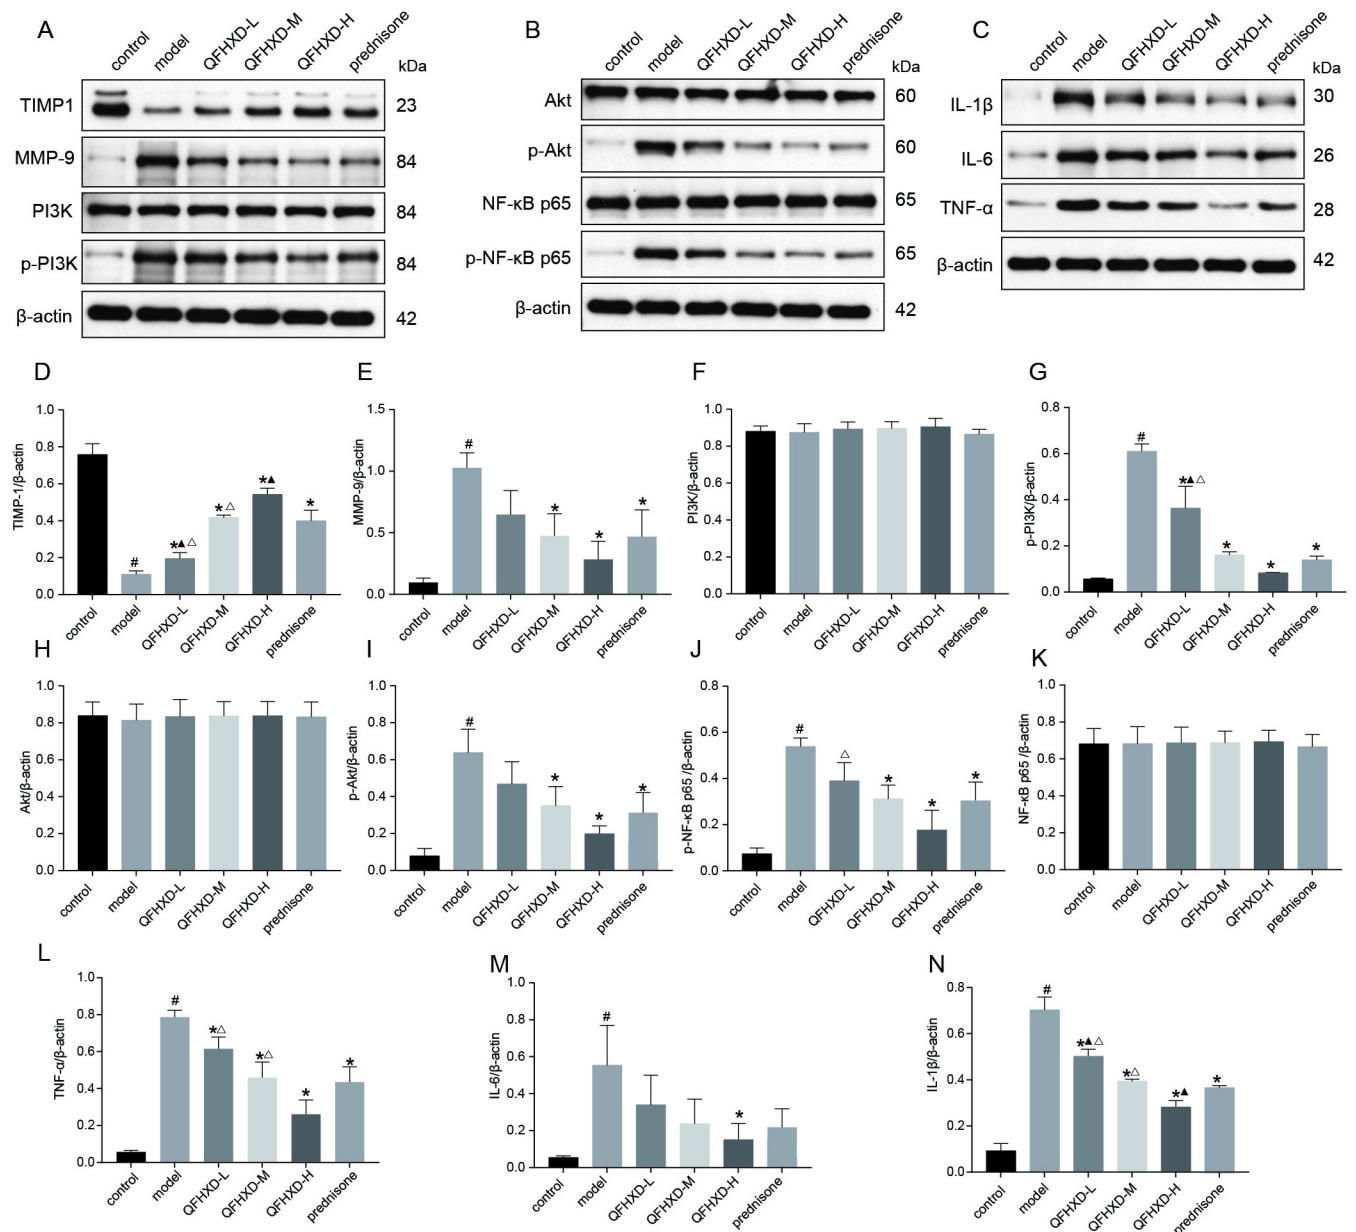 A
control model QFHXD-L QFHXD-M QFHXD-H prednisone
kDa
TIMP1 23
MMP-9 84
PI3K 84
p-PI3K 84
β-actin 42
B
control model QFHXD-L QFHXD-M QFHXD-H prednisone
kDa
Akt 60
p-Akt 60
NF-κB p65 65
p-NF-κB p65 65
β-actin 42
C
control model QFHXD-L QFHXD-M QFHXD-H prednisone
kDa
IL-1β 30
IL-6 26
TNF-α 28
β-actin 42
D
TIMP-1/β-actin
1.0
0.8
0.6
0.4
0.2
0.0
#
*▲△
*△
*▲
*
control model QFHXD-L QFHXD-M QFHXD-H prednisone
E
MMP-9/β-actin
1.5
1.0
0.5
0.0
#
*
*
*
control model QFHXD-L QFHXD-M QFHXD-H prednisone
F
PI3K/β-actin
1.0
0.8
0.6
0.4
0.2
0.0
control model QFHXD-L QFHXD-M QFHXD-H prednisone
G
p-PI3K/β-actin
0.8
0.6
0.4
0.2
0.0
#
*▲△
*
*
*
control model QFHXD-L QFHXD-M QFHXD-H prednisone
H
Akt/β-actin
1.0
0.8
0.6
0.4
0.2
0.0
control model QFHXD-L QFHXD-M QFHXD-H prednisone
I
p-Akt/β-actin
1.0
0.8
0.6
0.4
0.2
0.0
#
*
*
*
control model QFHXD-L QFHXD-M QFHXD-H prednisone
J
p-NF-κB p65 /β-actin
0.8
0.6
0.4
0.2
0.0
#
△
*
*
*
control model QFHXD-L QFHXD-M QFHXD-H prednisone
K
NF-κB p65 /β-actin
1.0
0.8
0.6
0.4
0.2
0.0
control model QFHXD-L QFHXD-M QFHXD-H prednisone
L
TNF-α/β-actin
1.0
0.8
0.6
0.4
0.2
0.0
#
*△
*△
*
*
control model QFHXD-L QFHXD-M QFHXD-H prednisone
M
IL-6/β-actin
1.0
0.8
0.6
0.4
0.2
0.0
#
*
control model QFHXD-L QFHXD-M QFHXD-H prednisone
N
IL-1β/β-actin
0.8
0.6
0.4
0.2
0.0
#
*▲△
*△
*▲
*
control model QFHXD-L QFHXD-M QFHXD-H prednisone